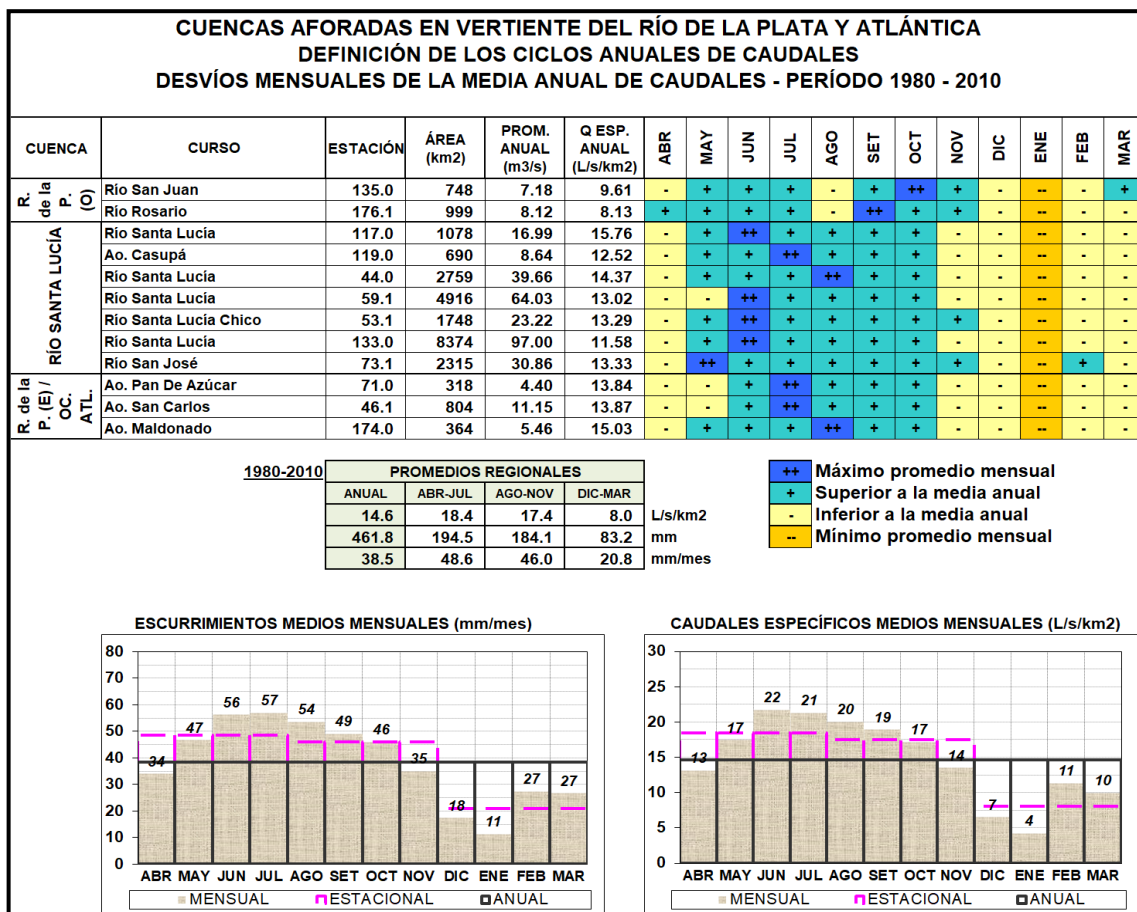 CUENCAS AFORADAS EN VERTIENTE DEL RÍO DE LA PLATA Y ATLÁNTICA
DEFINICIÓN DE LOS CICLOS ANUALES DE CAUDALES
DESVÍOS MENSUALES DE LA MEDIA ANUAL DE CAUDALES - PERÍODO 1980 - 2010
CUENCA CURSO ESTACIÓN ÁREA (km2) PROM. ANUAL (m3/s) Q ESP. ANUAL (L/s/km2) ABR MAY JUN JUL AGO SET OCT NOV DIC ENE FEB MAR
R. de la P. (O)
Río San Juan 135.0 748 7.18 9.61 - + + + - + ++ + - -- - +
Río Rosario 176.1 999 8.12 8.13 + + + + - ++ + + - -- - -
RÍO SANTA LUCÍA
Río Santa Lucía 117.0 1078 16.99 15.76 - + ++ + + + + - - -- - -
Ao. Casupá 119.0 690 8.64 12.52 - + + ++ + + + - - -- - -
Río Santa Lucía 44.0 2759 39.66 14.37 - + + + ++ + + - - -- - -
Río Santa Lucía 59.1 4916 64.03 13.02 - - ++ + + + + - - -- - -
Río Santa Lucía Chico 53.1 1748 23.22 13.29 - + ++ + + + + + - -- - -
Río Santa Lucía 133.0 8374 97.00 11.58 - + ++ + + + + - - -- - -
Río San José 73.1 2315 30.86 13.33 - ++ + + + + + + - -- + -
R. de la P. (E) / OC. ATL.
Ao. Pan De Azúcar 71.0 318 4.40 13.84 - - + ++ + + + - - -- - -
Ao. San Carlos 46.1 804 11.15 13.87 - - + ++ + + + - - -- - -
Ao. Maldonado 174.0 364 5.46 15.03 - + + + ++ + + - - -- - -
1980-2010 PROMEDIOS REGIONALES
ANUAL ABR-JUL AGO-NOV DIC-MAR
14.6 18.4 17.4 8.0 L/s/km2
461.8 194.5 184.1 83.2 mm
38.5 48.6 46.0 20.8 mm/mes
++ Máximo promedio mensual
+ Superior a la media anual
- Inferior a la media anual
-- Mínimo promedio mensual
ESCURRIMIENTOS MEDIOS MENSUALES (mm/mes)
80
70
60
50
40
30
20
10
0
34 47 56 57 54 49 46 35 18 11 27 27
ABR MAY JUN JUL AGO SET OCT NOV DIC ENE FEB MAR
MENSUAL ESTACIONAL ANUAL
CAUDALES ESPECÍFICOS MEDIOS MENSUALES (L/s/km2)
30
25
20
15
10
5
0
13 17 22 21 20 19 17 14 7 4 11 10
ABR MAY JUN JUL AGO SET OCT NOV DIC ENE FEB MAR
MENSUAL ESTACIONAL ANUAL